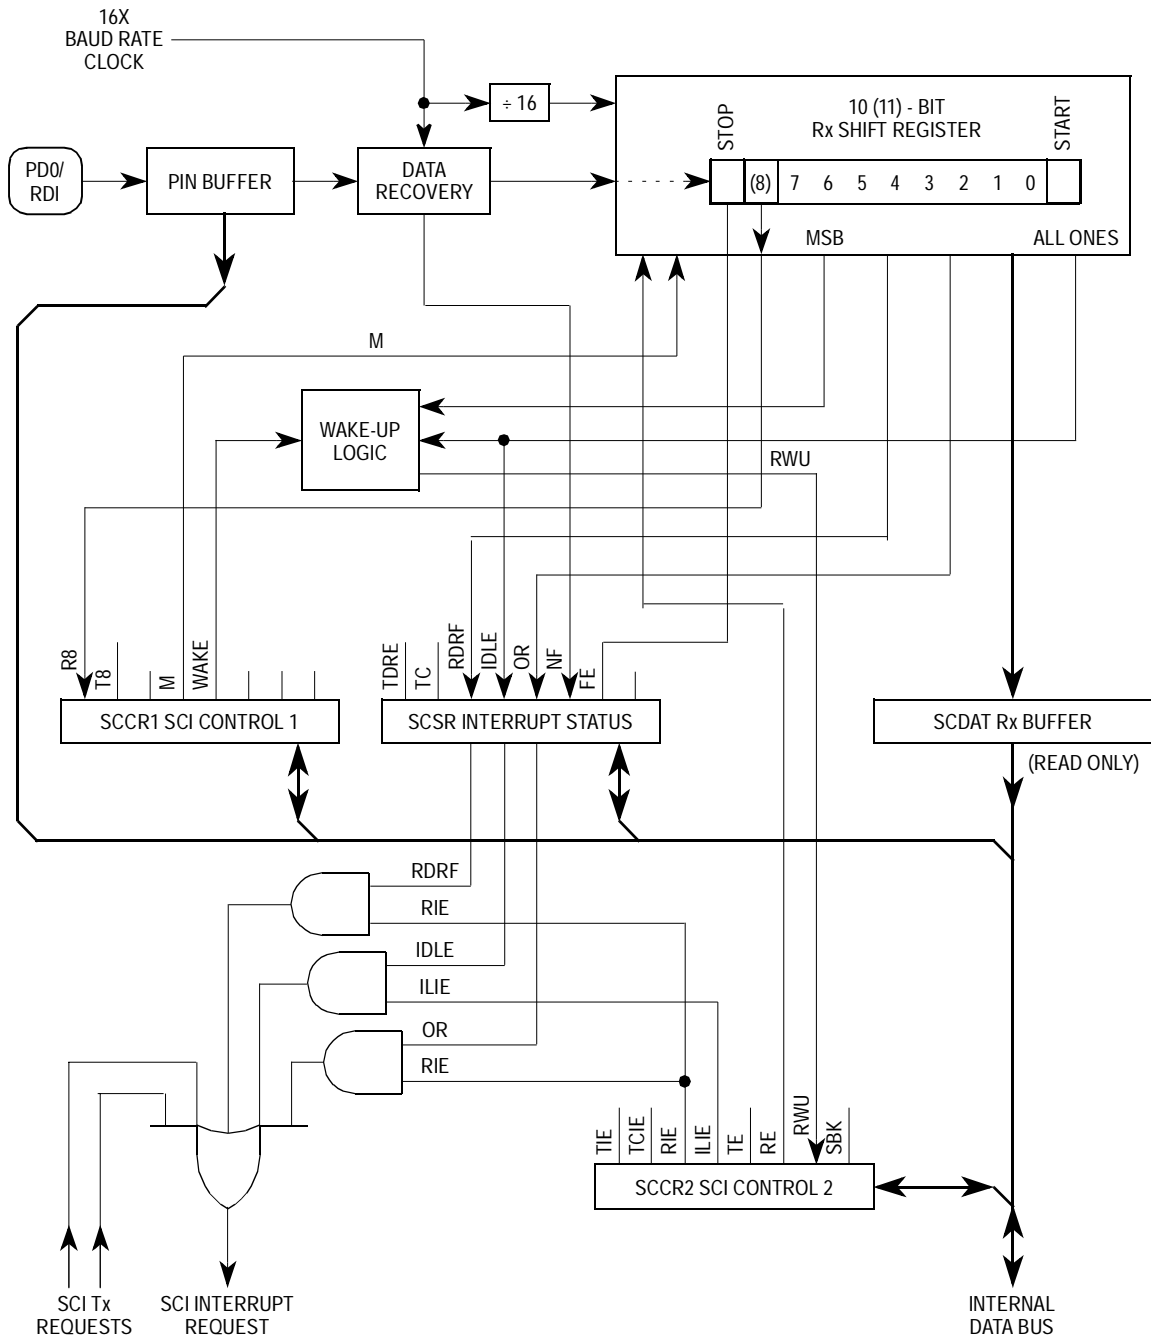 16X
BAUD RATE
CLOCK
÷ 16
10 (11) - BIT
Rx SHIFT REGISTER
STOP
START
PD0/
RDI
PIN BUFFER
DATA
RECOVERY
(8) 7 6 5 4 3 2 1 0
MSB
ALL ONES
M
WAKE-UP
LOGIC
RWU
R8
T8
M
WAKE
TDRE
TC
RDRF
IDLE
OR
NF
FE
SCCR1 SCI CONTROL 1
SCSR INTERRUPT STATUS
SCDAT Rx BUFFER
(READ ONLY)
RDRF
RIE
IDLE
ILIE
OR
RIE
TIE
TCIE
RIE
ILIE
TE
RE
RWU
SBK
SCCR2 SCI CONTROL 2
SCI Tx
REQUESTS
SCI INTERRUPT
REQUEST
INTERNAL
DATA BUS